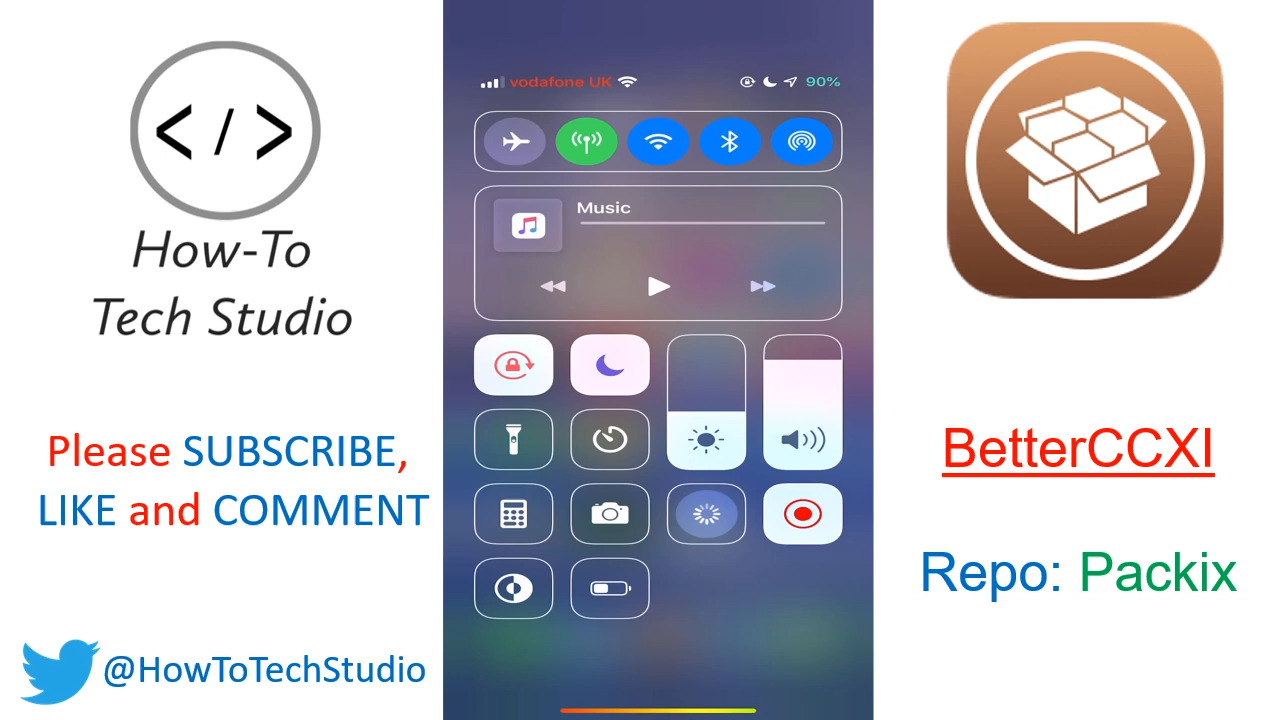 < / >
How-To
Tech Studio
Please SUBSCRIBE,
LIKE and COMMENT
@HowToTechStudio
vodafone UK
90%
Music
BetterCCXI
Repo: Packix